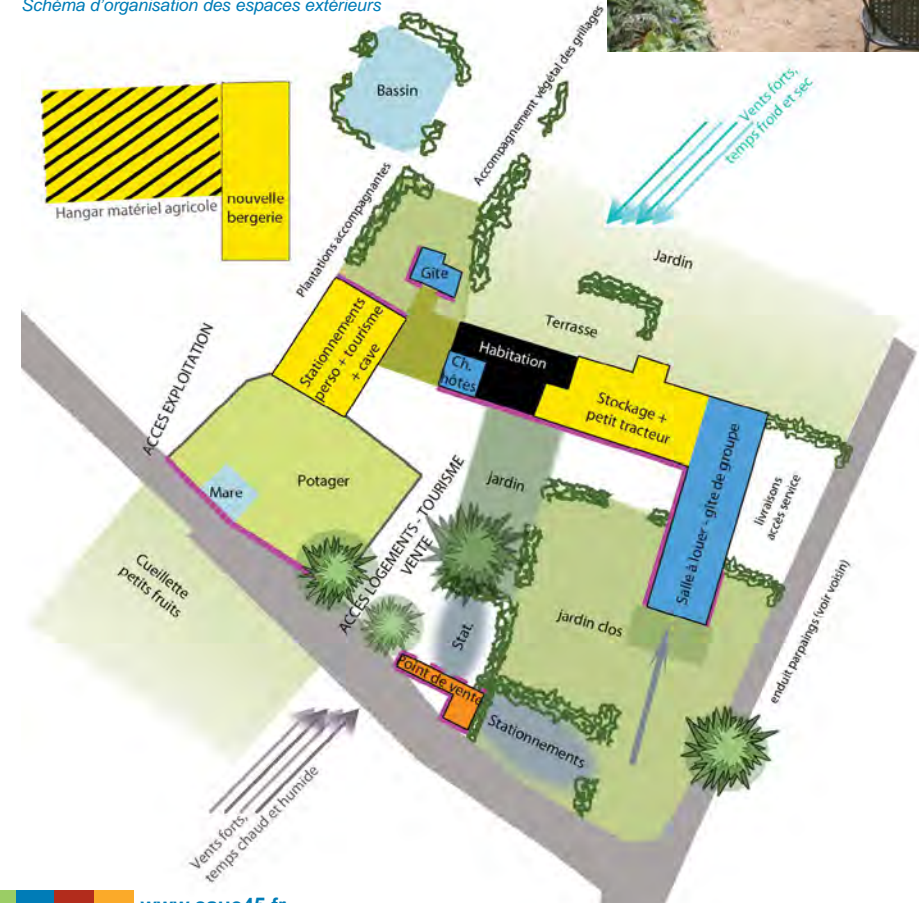 Schéma d'organisation des espaces extérieurs
Bassin
Accompagnement végétal des grillages
Vents forts,
temps froid et sec
Hangar matériel agricole
nouvelle
bergerie
Plantations accompagnantes
Gîte
Jardin
Terrasse
Stationnements
perso + tourisme
+ cave
Habitation
Ch.
hôtes
Stockage +
petit tracteur
ACCES EXPLOITATION
Salle à louer - gîte de groupe
livraisons
accès service
Mare
Potager
Jardin
ACCES LOGEMENTS - TOURISME
VENTE
Cueillette
petits fruits
Stat.
Jardin clos
enduit parpaings (voir voisin)
Point de vente
Stationnements
Vents forts,
temps chaud et humide
www.caue45.fr